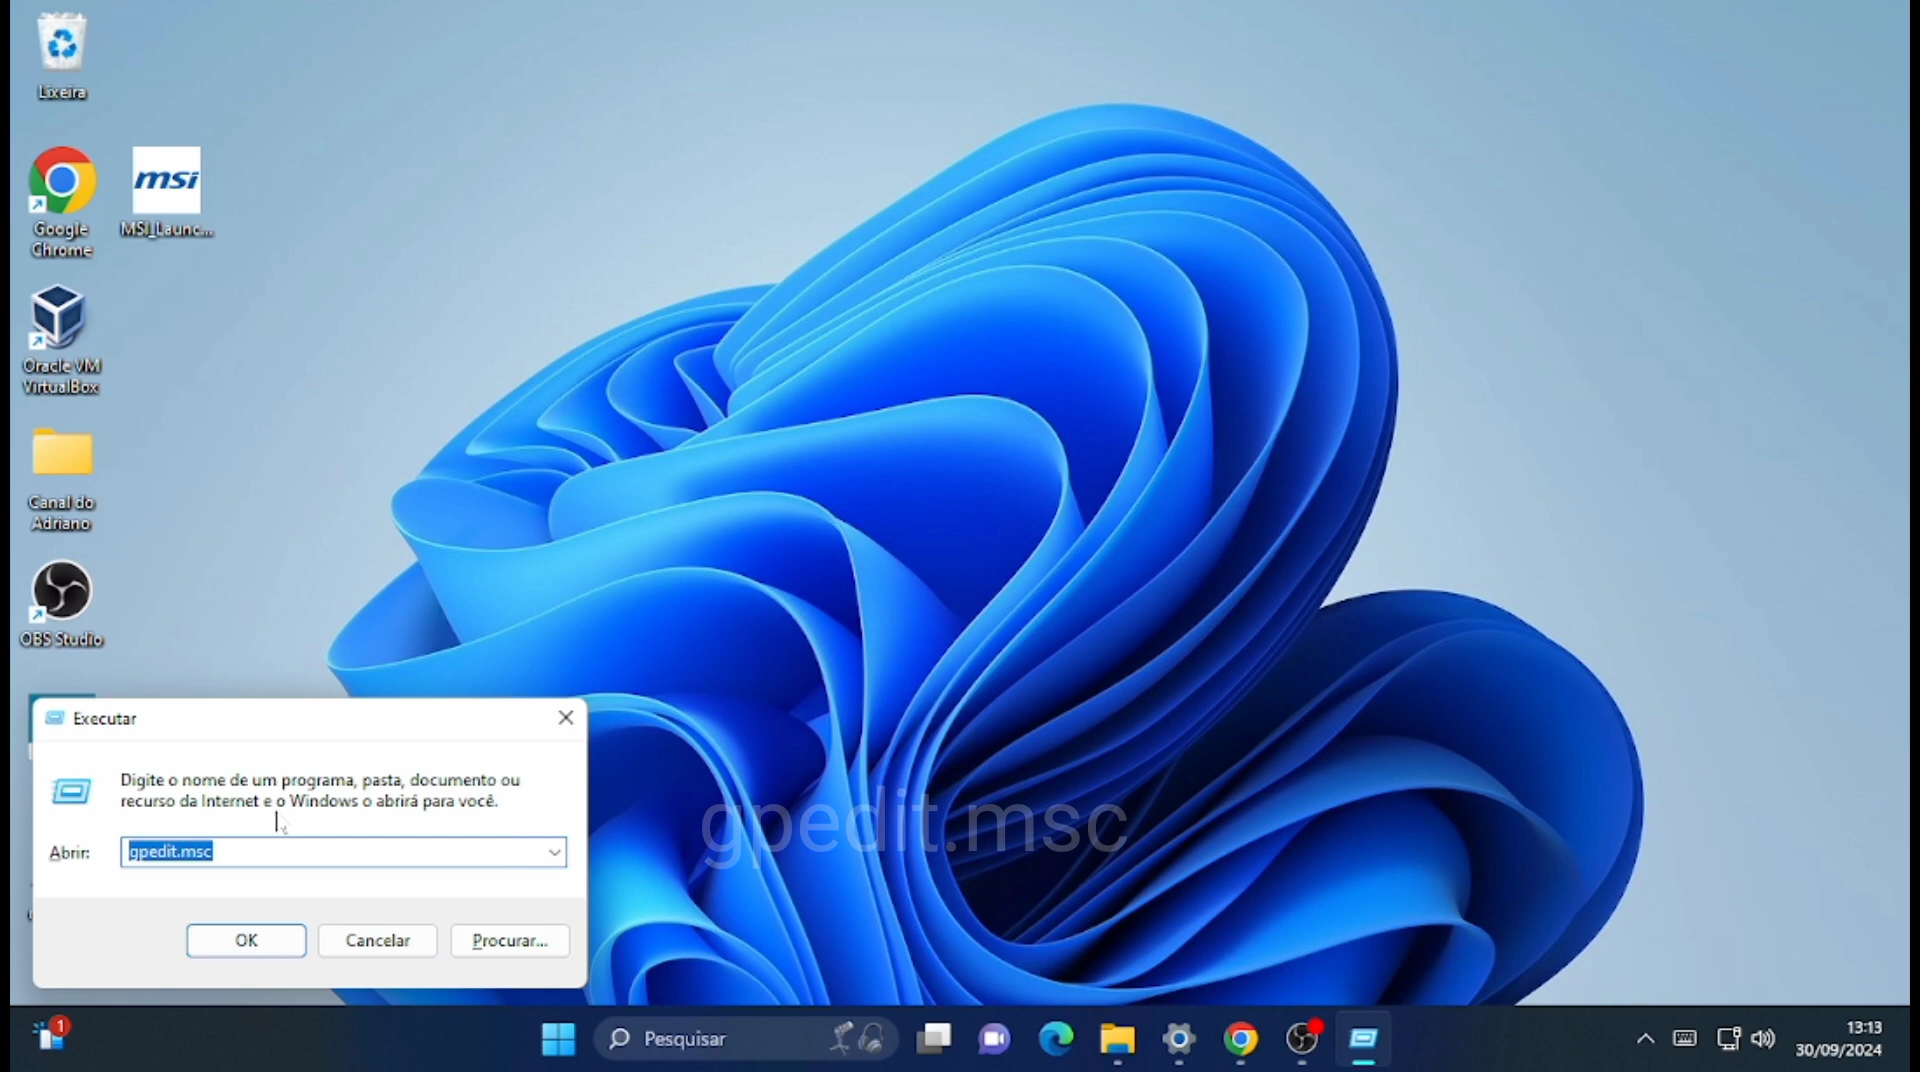 Lixeira
Google
Chrome
msi
MSI_Launc...
Oracle VM
VirtualBox
Canal do
Adriano
OBS Studio
Executar
Digite o nome de um programa, pasta, documento ou
recurso da Internet e o Windows o abrirá para você.
Abrir:
gpedit.msc
OK
Cancelar
Procurar...
gpedit.msc
1
Pesquisar
13:13
30/09/2024